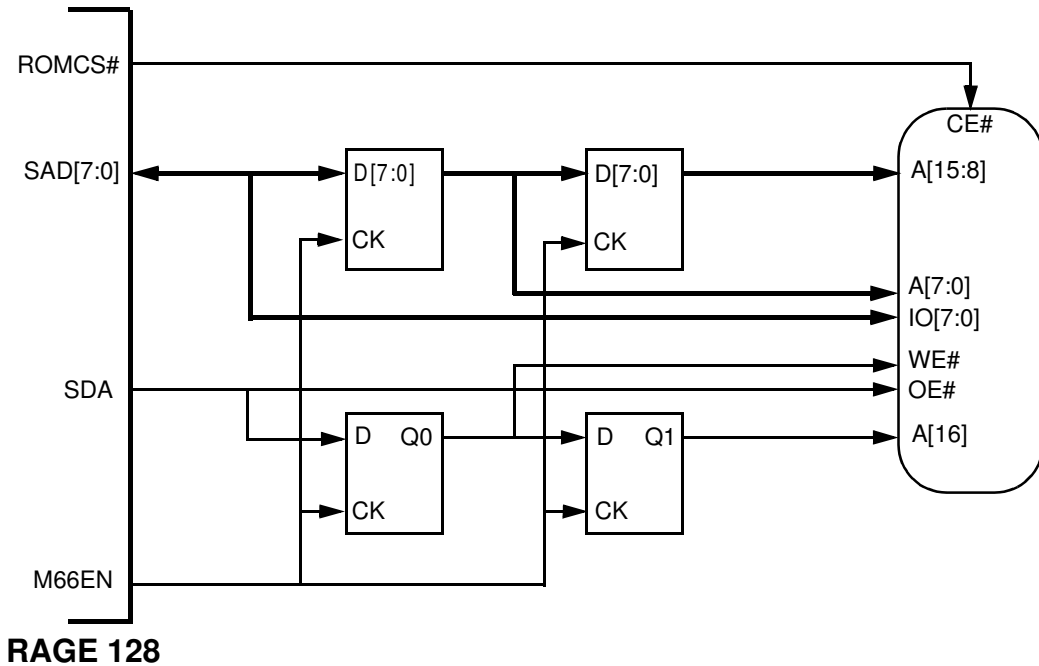 ROMCS#
CE#
SAD[7:0]
D[7:0]
D[7:0]
A[15:8]
CK
CK
A[7:0]
IO[7:0]
WE#
SDA
OE#
D Q0
D Q1
A[16]
CK
CK
M66EN
RAGE 128